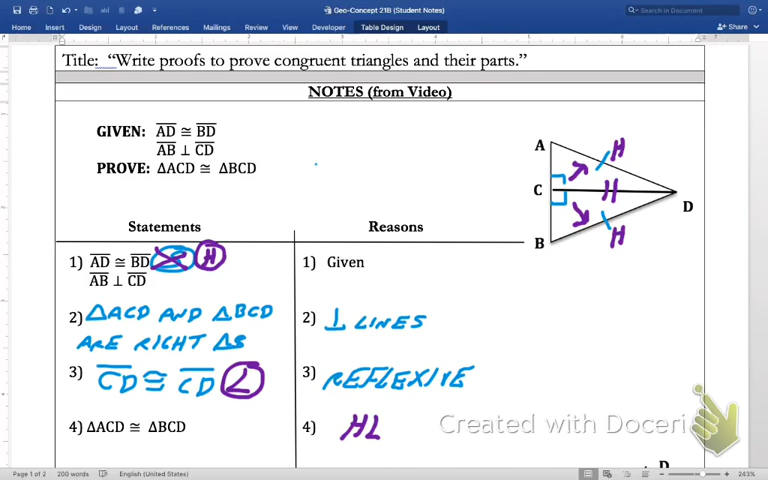 Geo-Concept 21B (Student Notes)
Search in Document
Home Insert Design Layout References Mailings Review View Developer Table Design Layout Share
Title: “Write proofs to prove congruent triangles and their parts.”
NOTES (from Video)
GIVEN: AD ≅ BD
AB ⊥ CD
PROVE: ΔACD ≅ ΔBCD
A H
C H D
B H
Statements Reasons
1) AD ≅ BD H 1) Given
AB ⊥ CD
2) ΔACD AND ΔBCD 2) ⊥ LINES
ARE RIGHT ΔS
3) CD ≅ CD L 3) REFLEXIVE
4) ΔACD ≅ ΔBCD 4) HL
Created with Doceri
D
Page 1 of 2 200 words English (United States) 243%